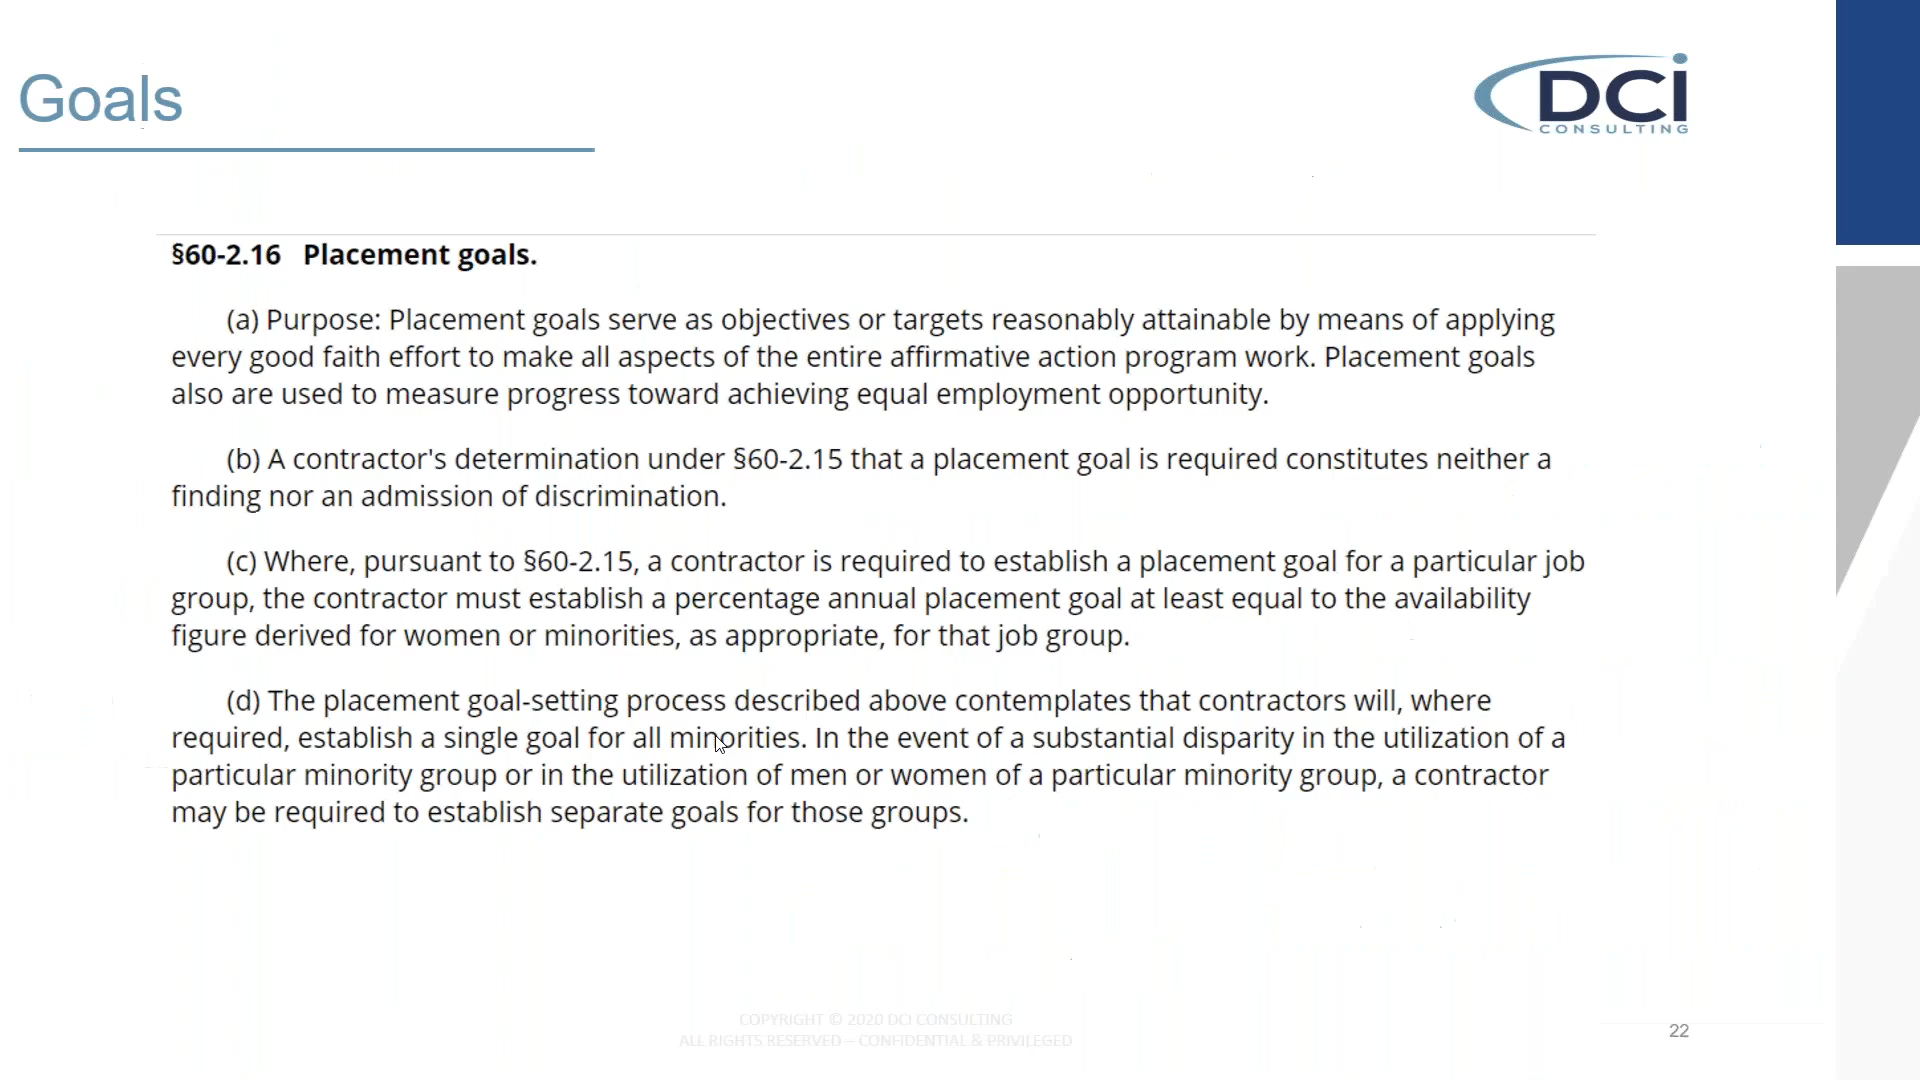 Goals
DCi
CONSULTING
§60-2.16 Placement goals.
(a) Purpose: Placement goals serve as objectives or targets reasonably attainable by means of applying
every good faith effort to make all aspects of the entire affirmative action program work. Placement goals
also are used to measure progress toward achieving equal employment opportunity.
(b) A contractor's determination under §60-2.15 that a placement goal is required constitutes neither a
finding nor an admission of discrimination.
(c) Where, pursuant to §60-2.15, a contractor is required to establish a placement goal for a particular job
group, the contractor must establish a percentage annual placement goal at least equal to the availability
figure derived for women or minorities, as appropriate, for that job group.
(d) The placement goal-setting process described above contemplates that contractors will, where
required, establish a single goal for all minorities. In the event of a substantial disparity in the utilization of a
particular minority group or in the utilization of men or women of a particular minority group, a contractor
may be required to establish separate goals for those groups.
COPYRIGHT © 2020 DCI CONSULTING
ALL RIGHTS RESERVED – CONFIDENTIAL & PRIVILEGED
22